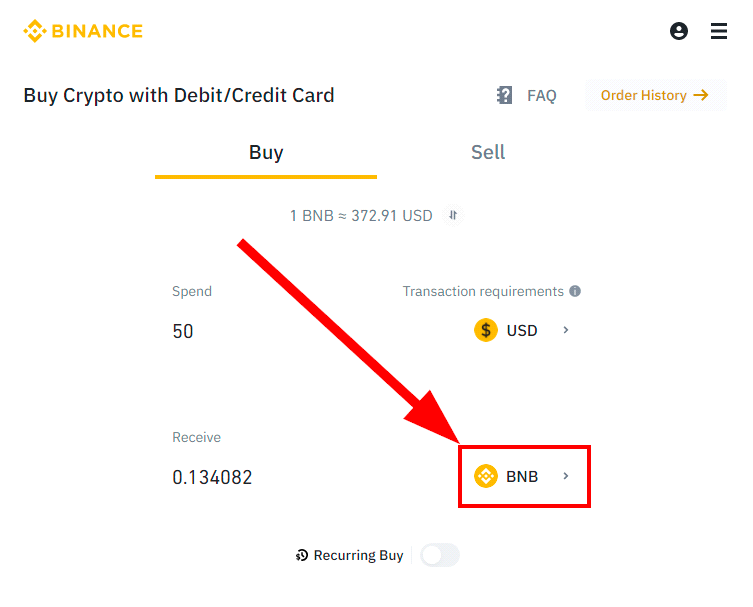 BINANCE
Buy Crypto with Debit/Credit Card
FAQ
Order History
Buy
Sell
1 BNB ≈ 372.91 USD
Spend
Transaction requirements
50
USD
Receive
0.134082
BNB
Recurring Buy